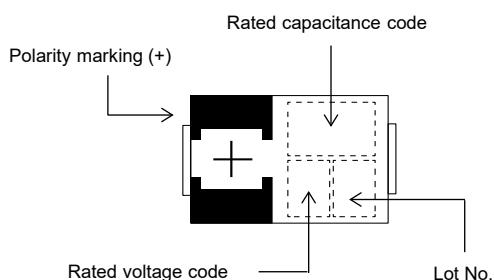 Rated capacitance code
Polarity marking (+)
+
Rated voltage code
Lot No.